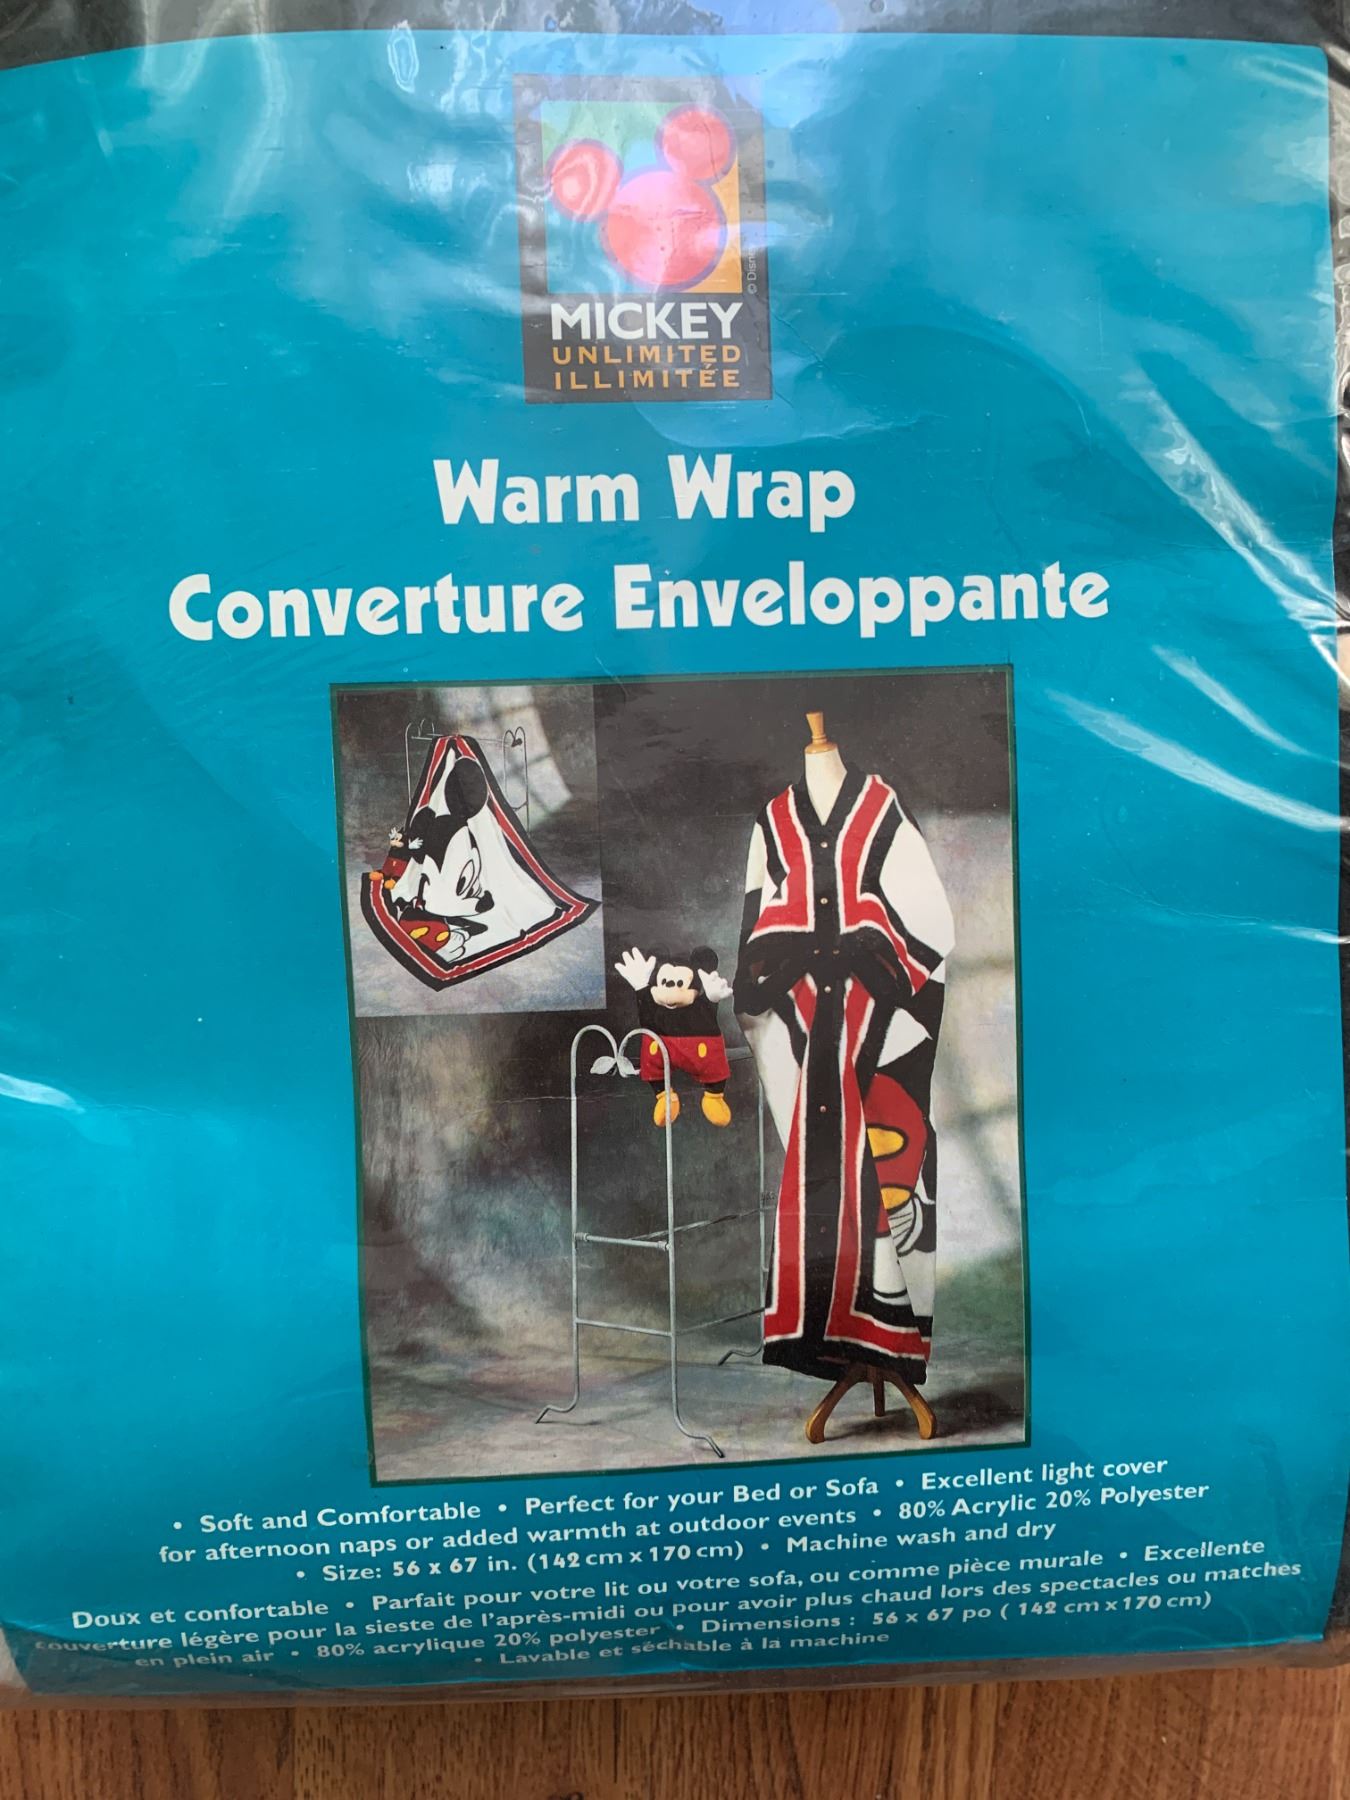 © Disney
MICKEY
UNLIMITED
ILLIMITÉE
Warm Wrap
Converture Enveloppante
• Soft and Comfortable • Perfect for your Bed or Sofa • Excellent light cover
for afternoon naps or added warmth at outdoor events • 80% Acrylic 20% Polyester
• Size: 56 x 67 in. (142 cm x 170 cm) • Machine wash and dry
Doux et confortable • Parfait pour votre lit ou votre sofa, ou comme pièce murale • Excellente
couverture légère pour la sieste de l'après-midi ou pour avoir plus chaud lors des spectacles ou matches
en plein air • 80% acrylique 20% polyester • Dimensions : 56 x 67 po ( 142 cm x 170 cm)
• Lavable et séchable à la machine